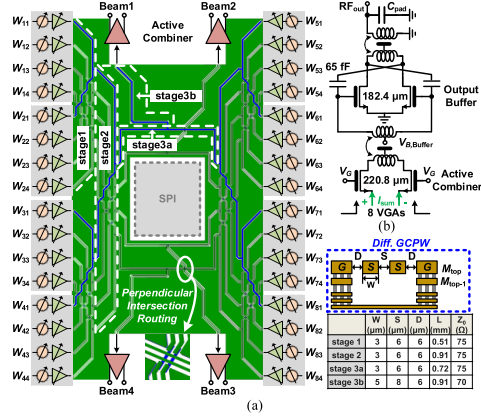 Beam1
Active
Combiner
Beam2
W11
W12
W13
W14
W21
W22
W23
W24
W31
W32
W33
W34
W41
W42
W43
W44
W51
W52
W53
W54
W61
W62
W63
W64
W71
W72
W73
W74
W81
W82
W83
W84
stage1
stage2
stage3b
stage3a
SPI
Perpendicular
Intersection
Routing
Beam4
Beam3
(a)
RFout
Cpad
65 fF
182.4 μm
Output
Buffer
VB,Buffer
VG
VG
220.8 μm
Active
Combiner
+ Isum -
8 VGAs
(b)
Diff. GCPW
D S D
G S S G
W
Mtop
Mtop-1
W (μm) S (μm) D (μm) L (mm) Z0 (Ω)
stage 1 3 6 6 0.51 75
stage 2 3 6 6 0.91 75
stage 3a 3 6 6 0.72 75
stage 3b 5 8 6 0.91 70